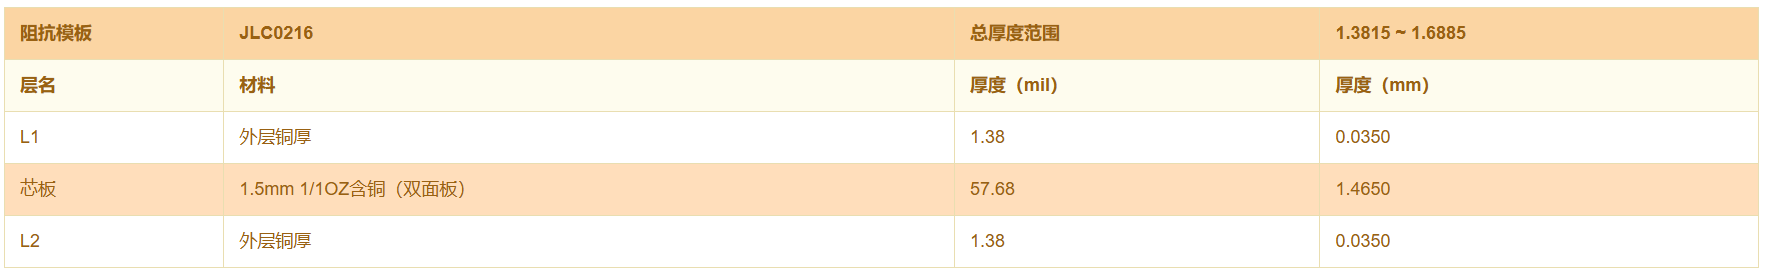 阻抗模板 JLC0216 总厚度范围 1.3815 ~ 1.6885
层名 材料 厚度（mil） 厚度（mm）
L1 外层铜厚 1.38 0.0350
芯板 1.5mm 1/1OZ含铜（双面板） 57.68 1.4650
L2 外层铜厚 1.38 0.0350